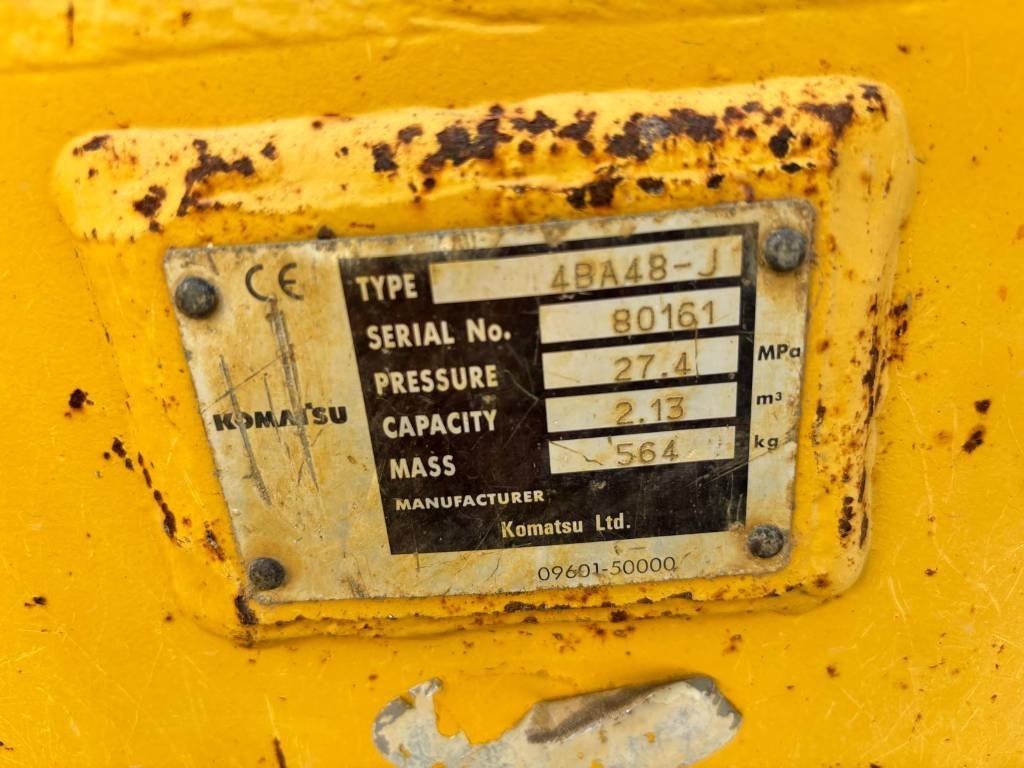 CE
KOMATSU
TYPE 4BA48-J
SERIAL No. 80161
PRESSURE 27.4 MPa
CAPACITY 2.13 m³
MASS 564 kg
MANUFACTURER
Komatsu Ltd.
09601-50000